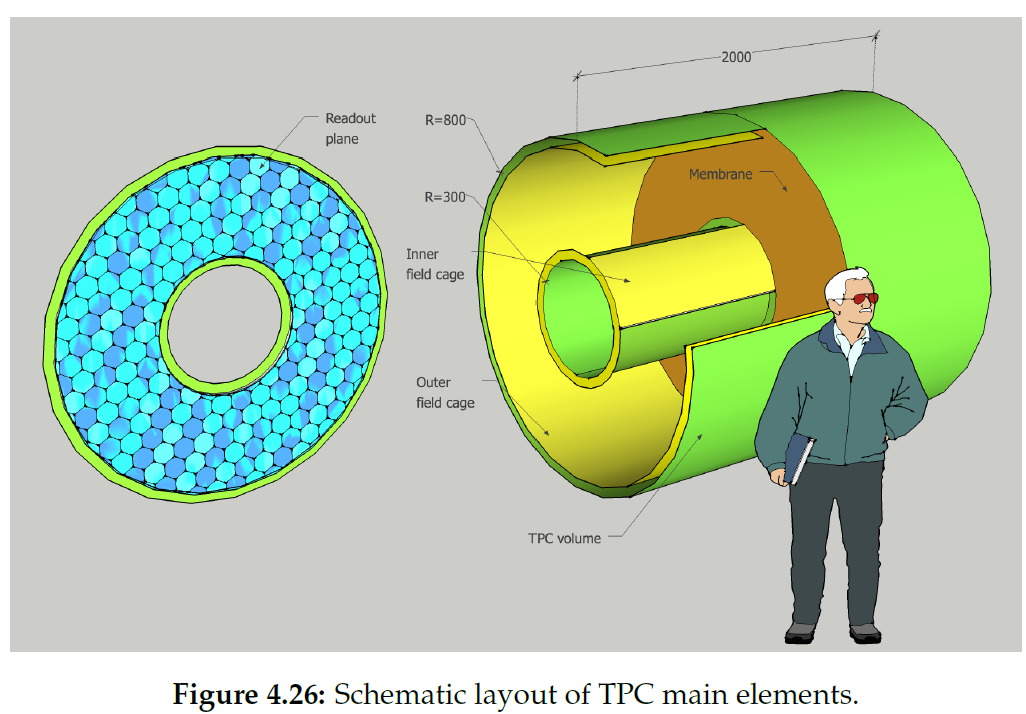 2000
Readout
plane
R=800
Membrane
R=300
Inner
field cage
Outer
field cage
TPC volume
Figure 4.26: Schematic layout of TPC main elements.